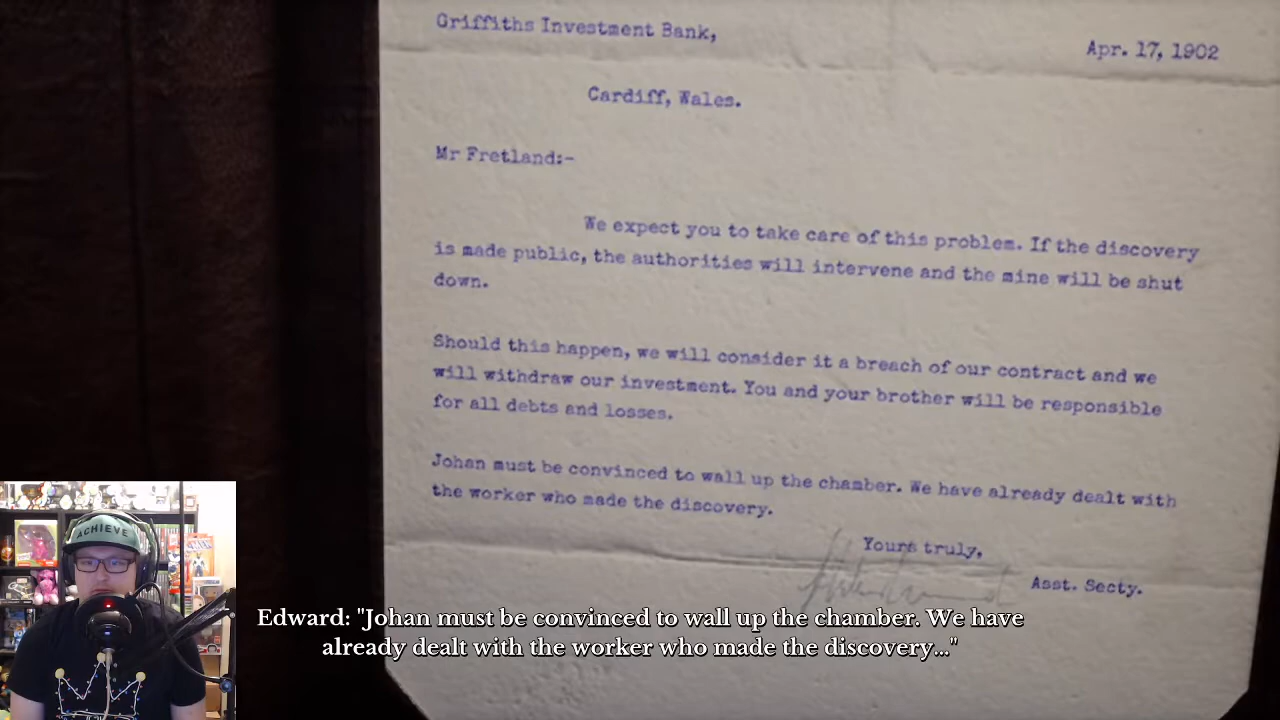 Griffiths Investment Bank,
Apr. 17, 1902
Cardiff, Wales.
Mr Fretland:-
We expect you to take care of this problem. If the discovery
is made public, the authorities will intervene and the mine will be shut
down.
Should this happen, we will consider it a breach of our contract and we
will withdraw our investment. You and your brother will be responsible
for all debts and losses.
Johan must be convinced to wall up the chamber. We have already dealt with
the worker who made the discovery.
Yours truly,
Asst. Secty.
ACHIEVE
Edward: "Johan must be convinced to wall up the chamber. We have
already dealt with the worker who made the discovery..."